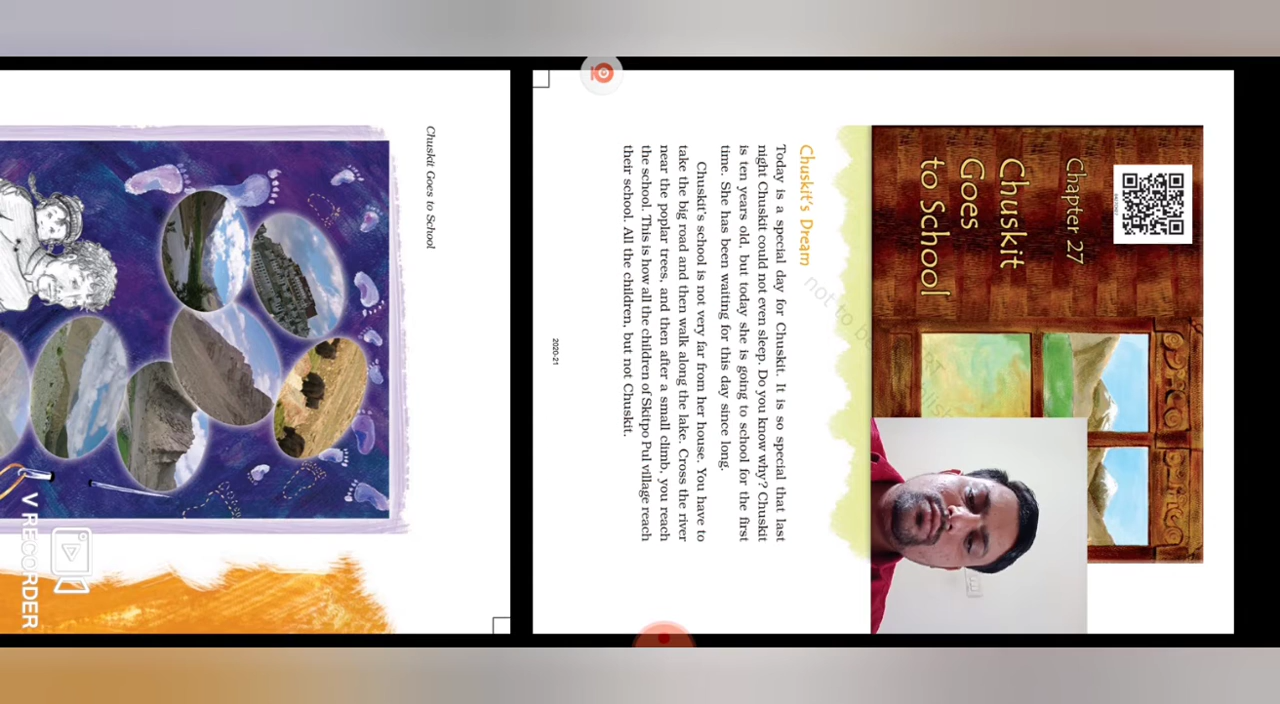 Chapter 27
Chuskit
Goes
to School
Chuskit's Dream
Today is a special day for Chuskit. It is so special that last
night Chuskit could not even sleep. Do you know why? Chuskit
is ten years old, but today she is going to school for the first
time. She has been waiting for this day since long.
Chuskit's school is not very far from her house. You have to
take the big road and then walk along the lake. Cross the river
near the poplar trees, and then after a small climb, you reach
the school. This is how all the children of Skitpo Pul village reach
their school. All the children, but not Chuskit.
2020-21
not to be
Chuskit Goes to School
V RECORDER